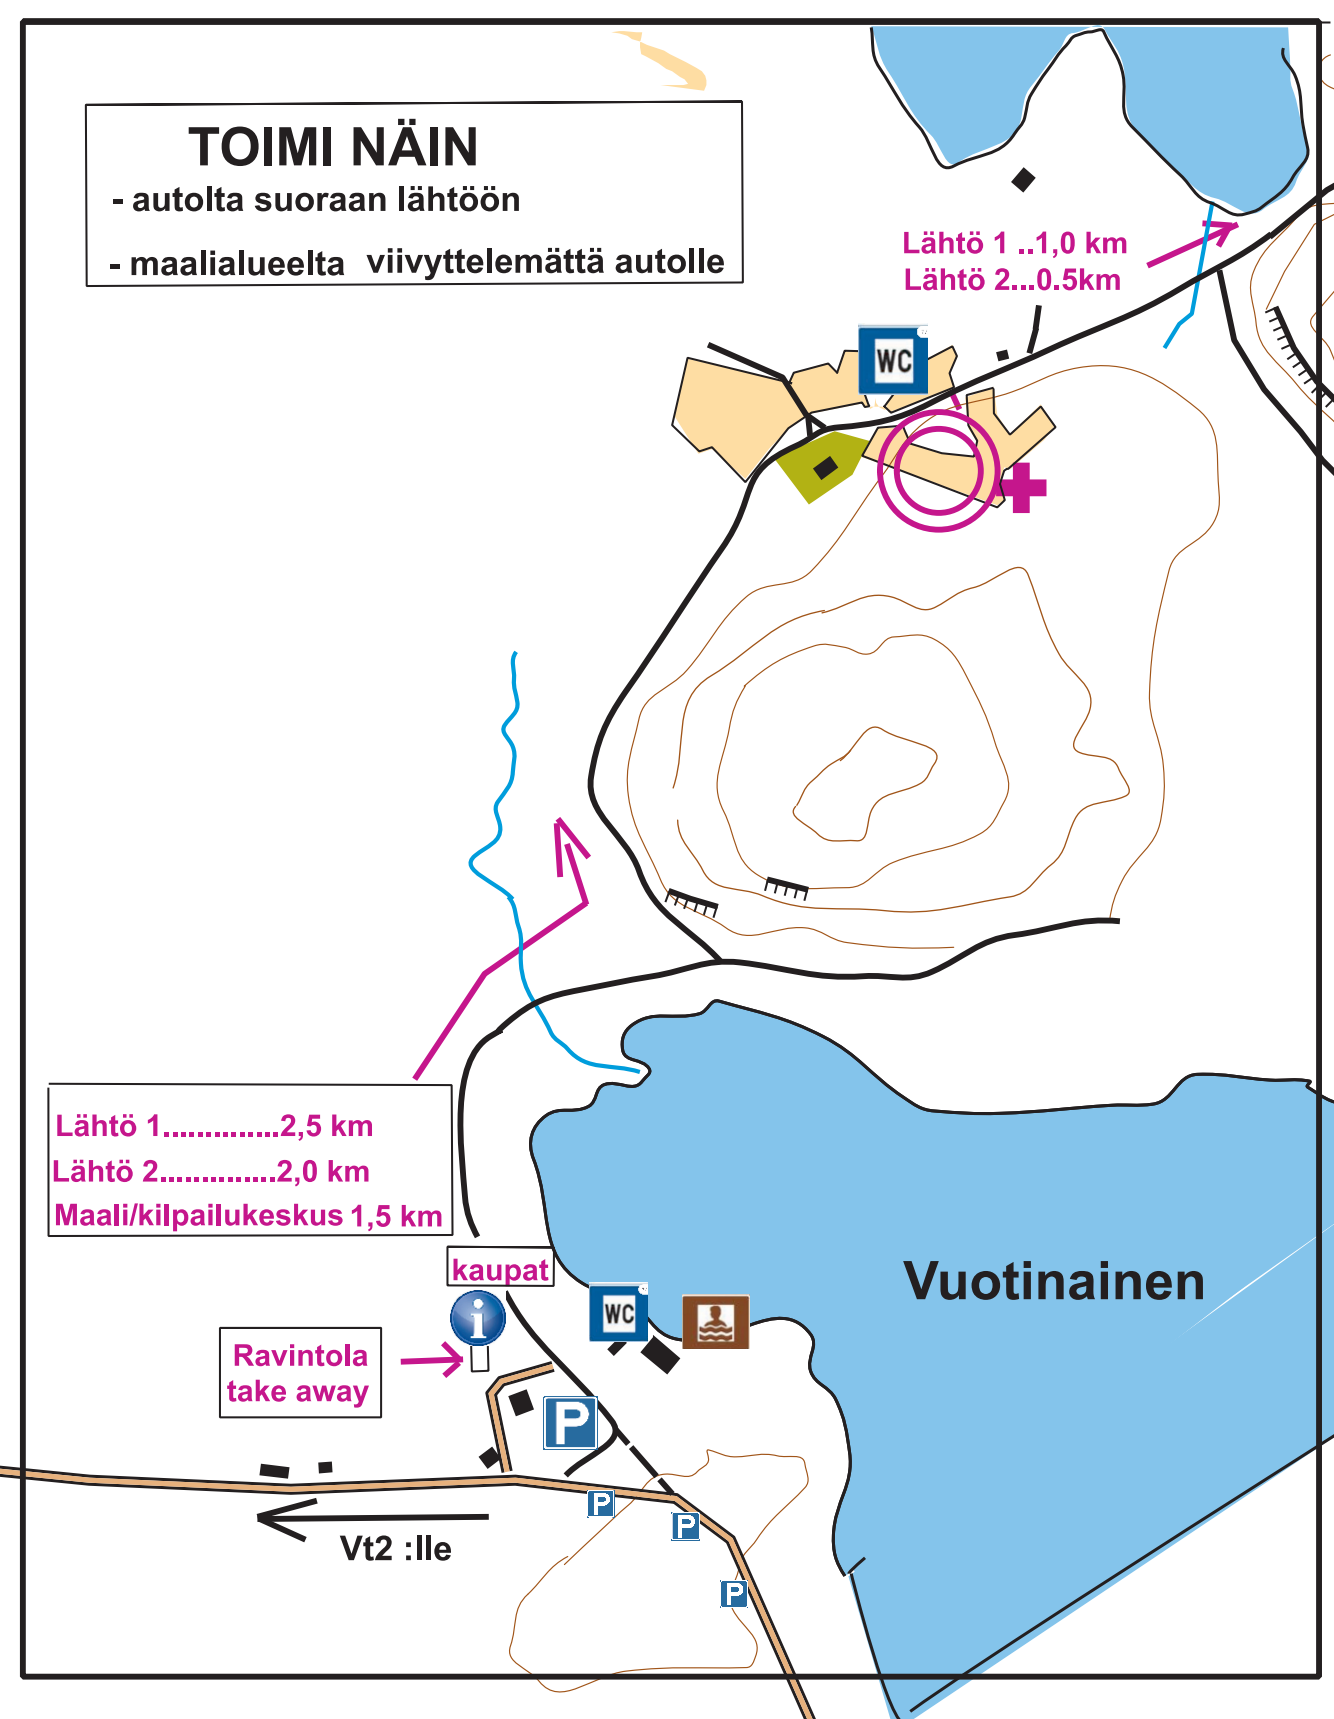 TOIMI NÄIN
- autolta suoraan lähtöön
- maalialueelta viivyttelemättä autolle
Lähtö 1 ..1,0 km
Lähtö 2...0.5km
WC
Lähtö 1..............2,5 km
Lähtö 2..............2,0 km
Maali/kilpailukeskus 1,5 km
kaupat
i
WC
Vuotinainen
Ravintola
take away
P
P
P
P
Vt2 :lle